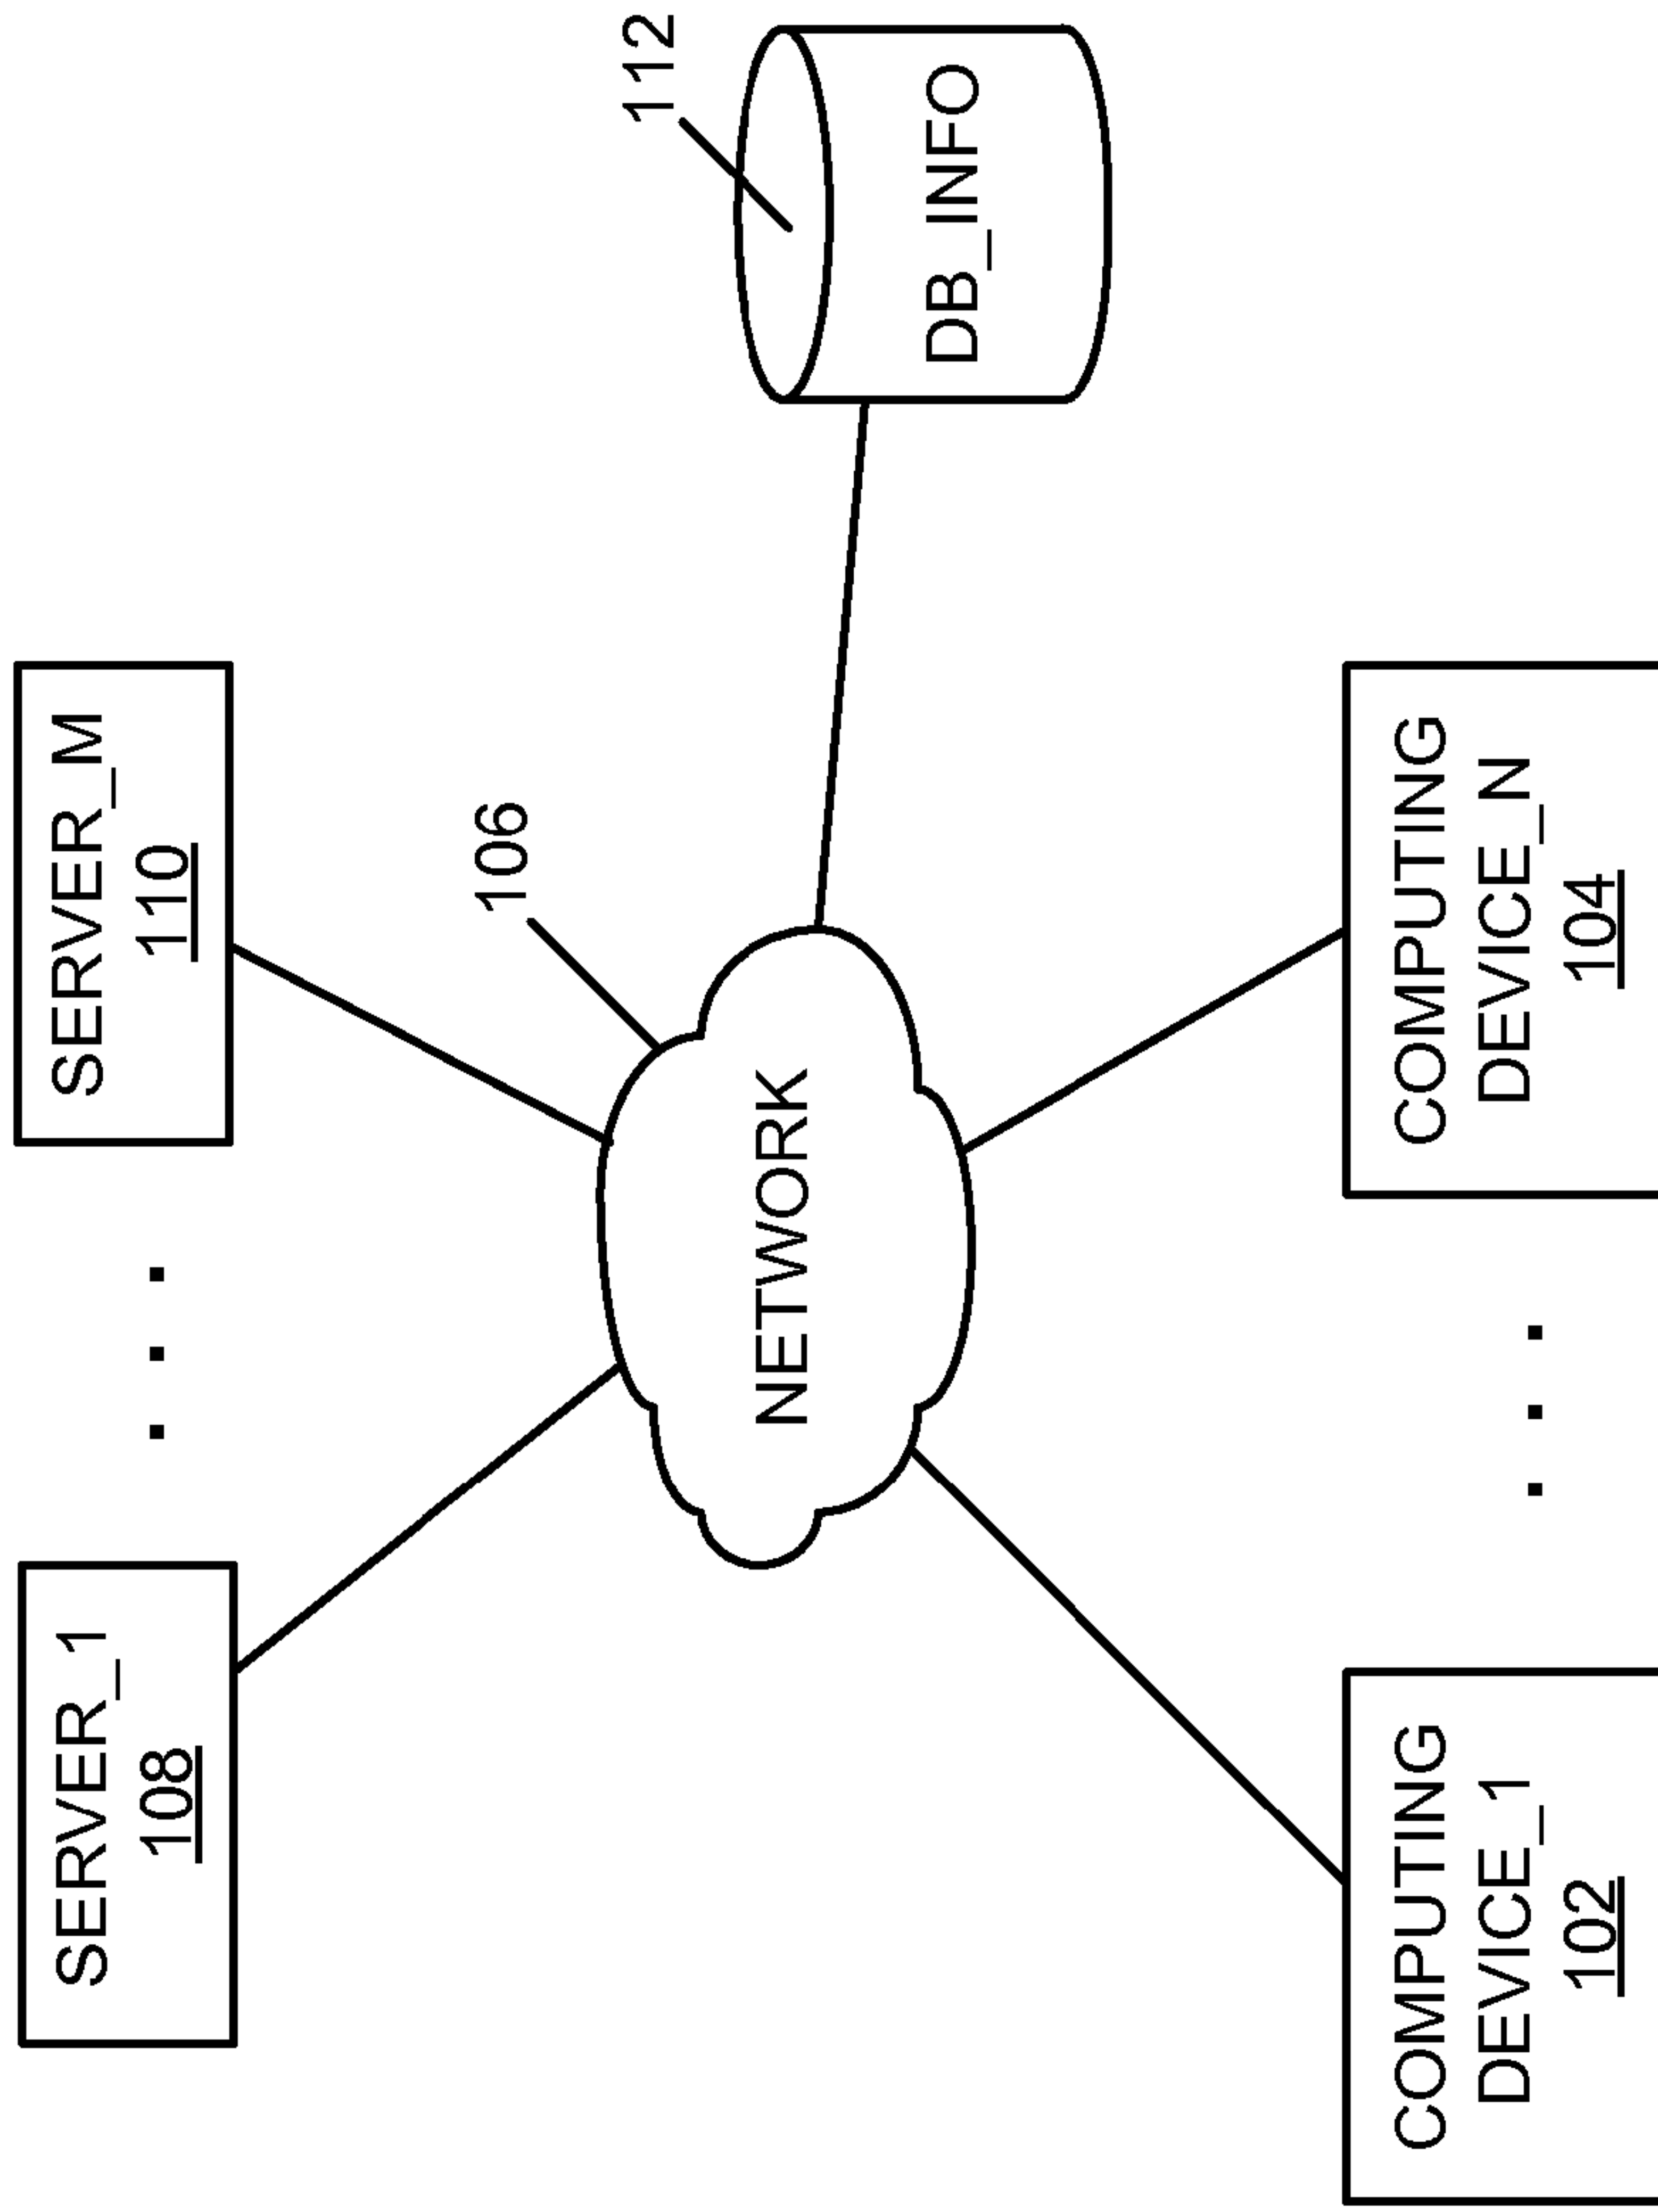 SERVER_1
108
SERVER_M
110
106
NETWORK
112
DB_INFO
COMPUTING
DEVICE_1
102
COMPUTING
DEVICE_N
104